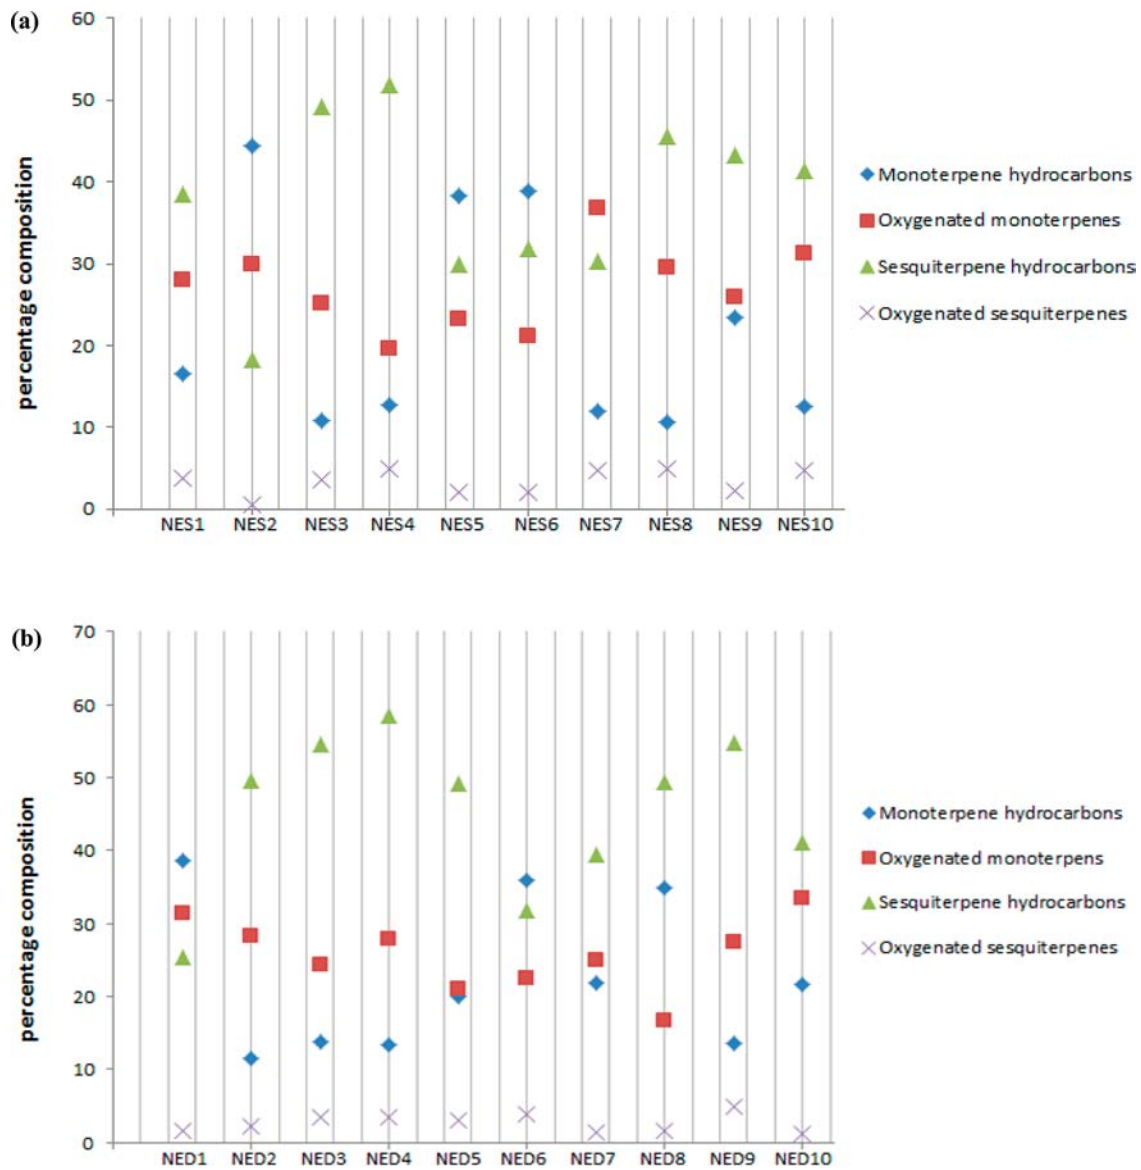 (a)
percentage composition
60
50
40
30
20
10
0
NES1 NES2 NES3 NES4 NES5 NES6 NES7 NES8 NES9 NES10
Monoterpene hydrocarbons
Oxygenated monoterpenes
Sesquiterpene hydrocarbons
Oxygenated sesquiterpenes
(b)
percentage composition
70
60
50
40
30
20
10
0
NED1 NED2 NED3 NED4 NED5 NED6 NED7 NED8 NED9 NED10
Monoterpene hydrocarbons
Oxygenated monoterpens
Sesquiterpene hydrocarbons
Oxygenated sesquiterpenes